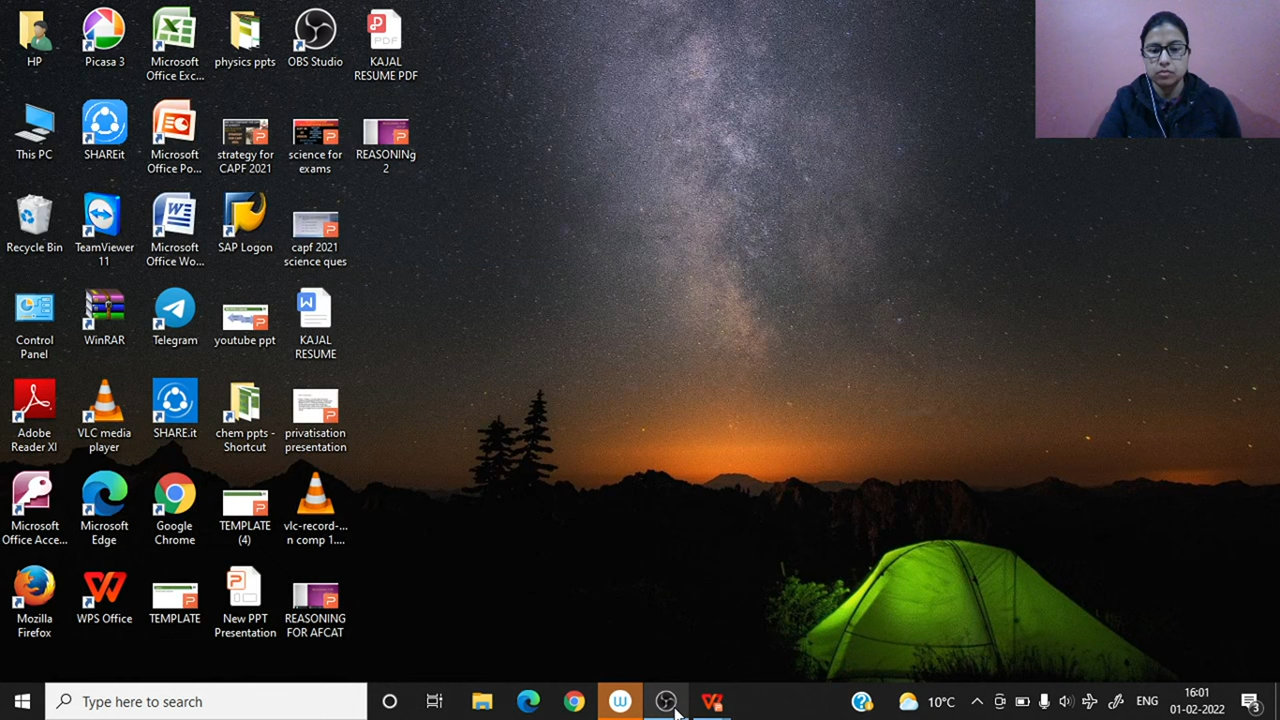 HP
Picasa 3
Microsoft
Office Exc...
physics ppts
OBS Studio
KAJAL
RESUME PDF
This PC
SHAREit
Microsoft
Office Po...
strategy for
CAPF 2021
science for
exams
REASONINg
2
Recycle Bin
TeamViewer
11
Microsoft
Office Wo...
SAP Logon
capf 2021
science ques
Control
Panel
WinRAR
Telegram
youtube ppt
KAJAL
RESUME
Adobe
Reader XI
VLC media
player
SHARE.it
chem ppts -
Shortcut
privatisation
presentation
Microsoft
Office Acce...
Microsoft
Edge
Google
Chrome
TEMPLATE
(4)
vlc-record-...
n comp 1....
Mozilla
Firefox
WPS Office
TEMPLATE
New PPT
Presentation
REASONING
FOR AFCAT
Type here to search
10°C
ENG
16:01
01-02-2022
3